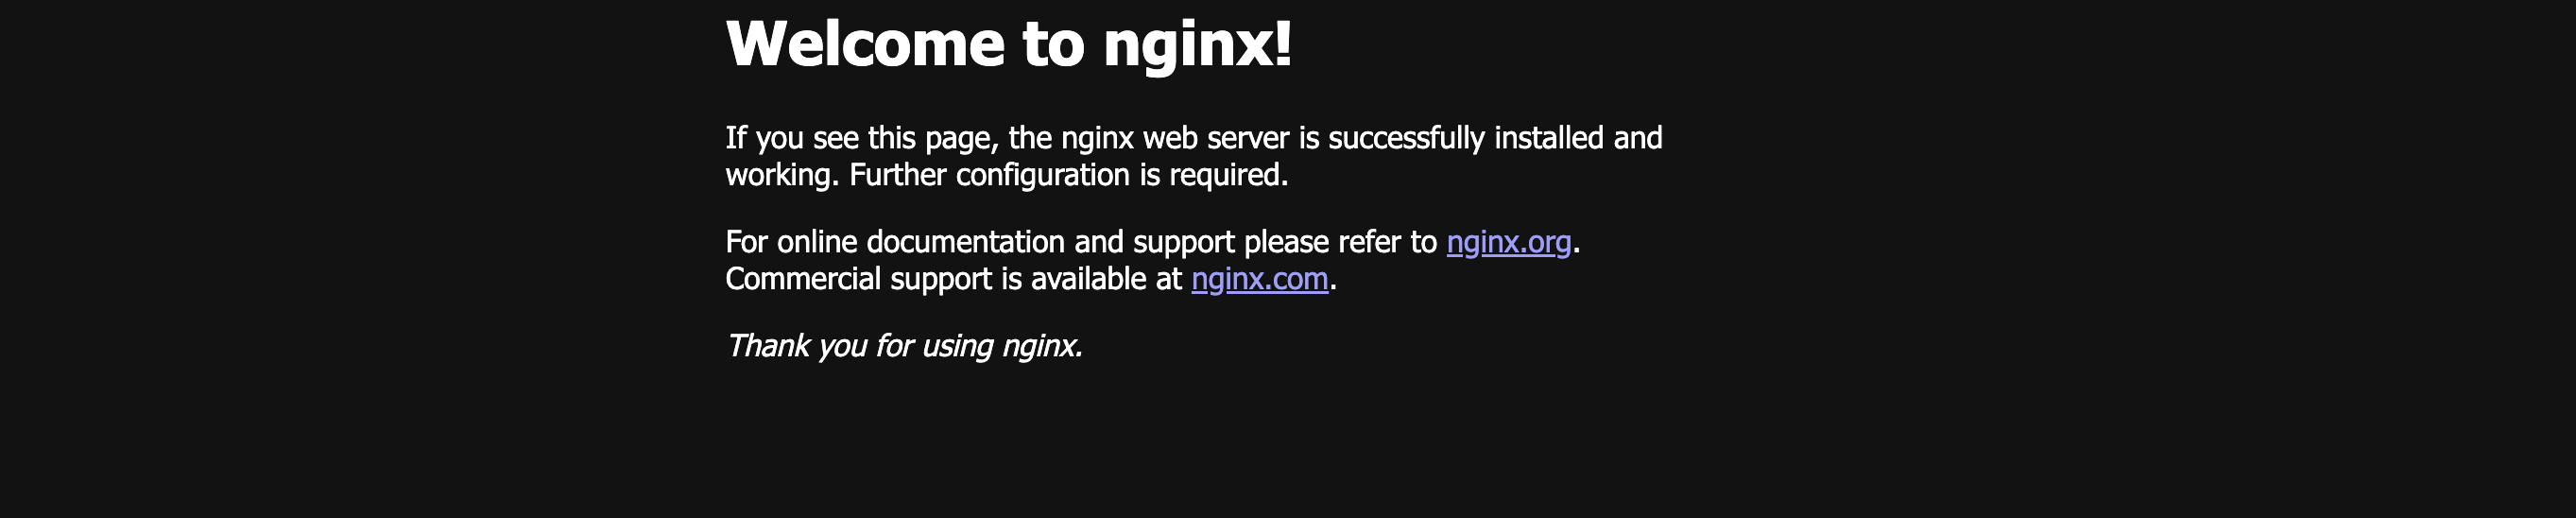 Welcome to nginx!
If you see this page, the nginx web server is successfully installed and
working. Further configuration is required.
For online documentation and support please refer to nginx.org.
Commercial support is available at nginx.com.
Thank you for using nginx.